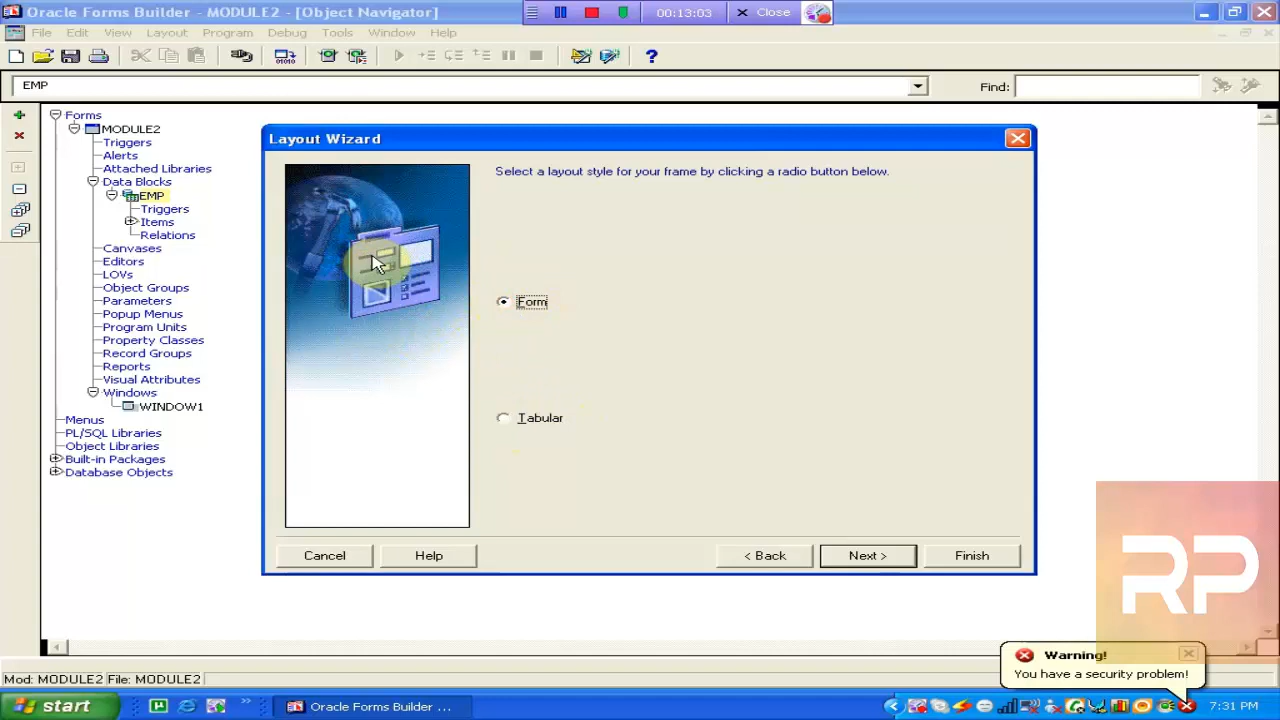 Oracle Forms Builder - MODULE2 - [Object Navigator]
00:13:03
Close
File Edit View Layout Program Debug Tools Window Help
EMP
Find:
Forms
MODULE2
Triggers
Alerts
Attached Libraries
Data Blocks
EMP
Triggers
Items
Relations
Canvases
Editors
LOVs
Object Groups
Parameters
Popup Menus
Program Units
Property Classes
Record Groups
Reports
Visual Attributes
Windows
WINDOW1
Menus
PL/SQL Libraries
Object Libraries
Built-in Packages
Database Objects
Layout Wizard
Select a layout style for your frame by clicking a radio button below.
Form
Tabular
Cancel
Help
< Back
Next >
Finish
RP
Warning!
You have a security problem!
Mod: MODULE2 File: MODULE2
start
Oracle Forms Builder ...
7:31 PM